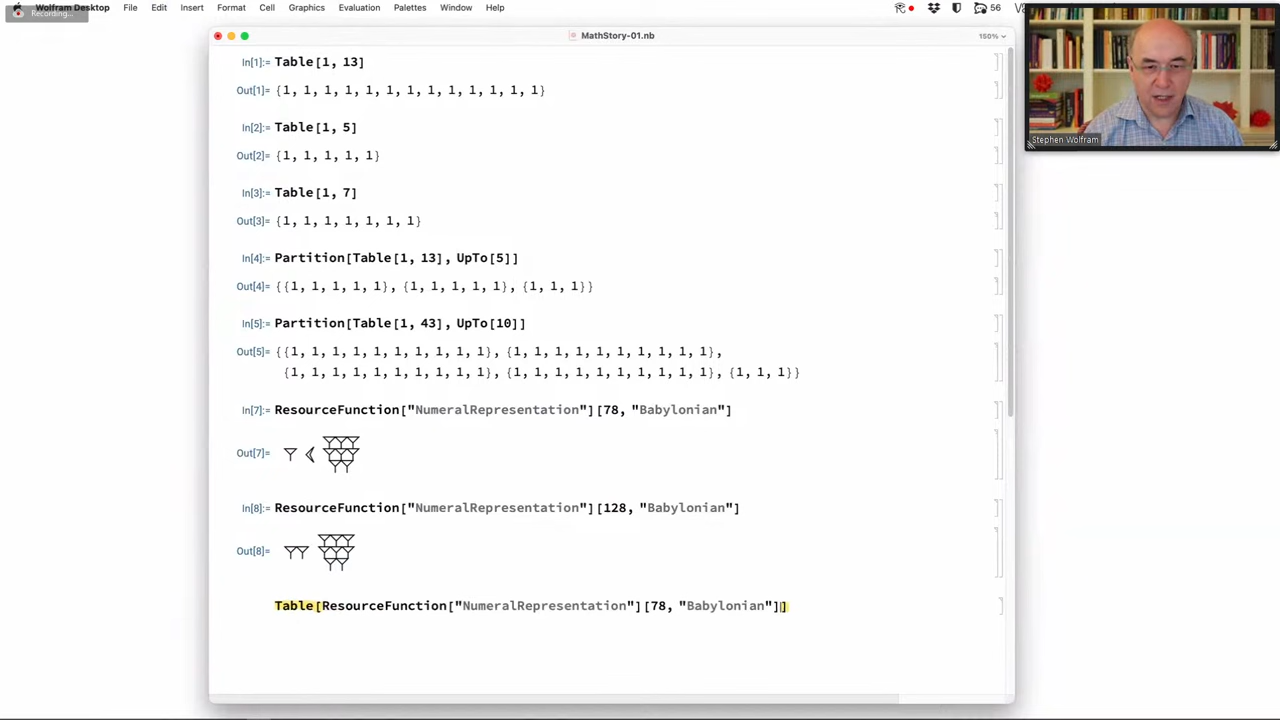 Wolfram Desktop File Edit Insert Format Cell Graphics Evaluation Palettes Window Help 56
Recording...
MathStory-01.nb
150%
In[1]:= Table[1, 13]
Out[1]= {1, 1, 1, 1, 1, 1, 1, 1, 1, 1, 1, 1, 1}
In[2]:= Table[1, 5]
Out[2]= {1, 1, 1, 1, 1}
In[3]:= Table[1, 7]
Out[3]= {1, 1, 1, 1, 1, 1, 1}
In[4]:= Partition[Table[1, 13], UpTo[5]]
Out[4]= {{1, 1, 1, 1, 1}, {1, 1, 1, 1, 1}, {1, 1, 1}}
In[5]:= Partition[Table[1, 43], UpTo[10]]
Out[5]= {{1, 1, 1, 1, 1, 1, 1, 1, 1, 1}, {1, 1, 1, 1, 1, 1, 1, 1, 1, 1},
{1, 1, 1, 1, 1, 1, 1, 1, 1, 1}, {1, 1, 1, 1, 1, 1, 1, 1, 1, 1}, {1, 1, 1}}
In[7]:= ResourceFunction["NumeralRepresentation"][78, "Babylonian"]
Out[7]=
In[8]:= ResourceFunction["NumeralRepresentation"][128, "Babylonian"]
Out[8]=
Table[ResourceFunction["NumeralRepresentation"][78, "Babylonian"]]
Stephen Wolfram